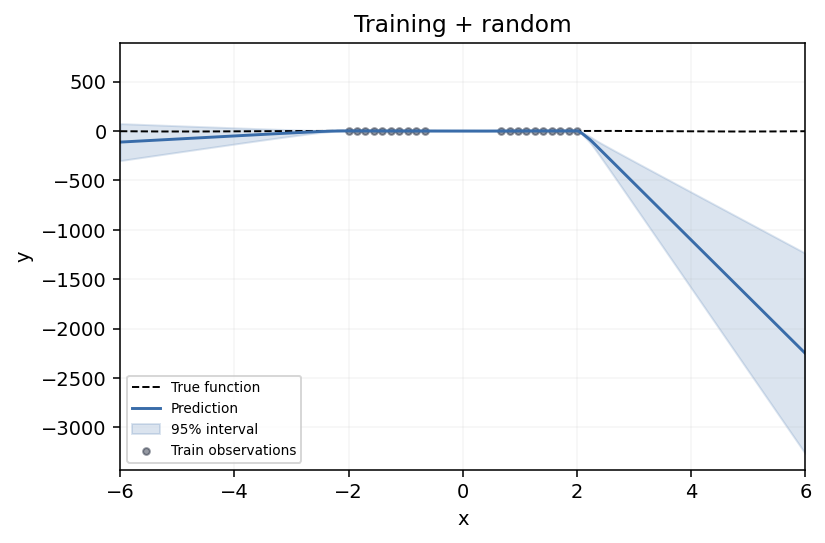 Training + random
500
0
−500
−1000
−1500
−2000
−2500
−3000
y
True function
Prediction
95% interval
Train observations
−6 −4 −2 0 2 4 6
x